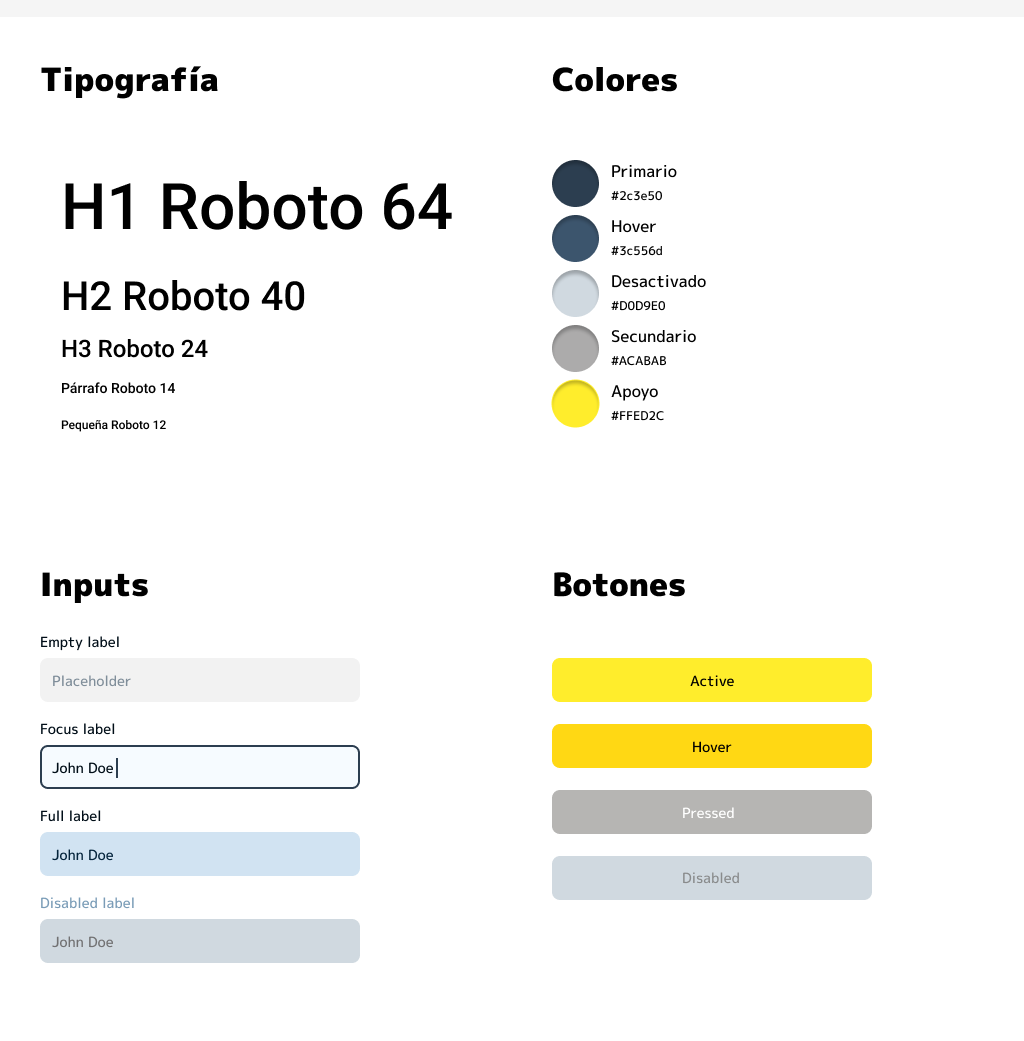 Tipografía
H1 Roboto 64
H2 Roboto 40
H3 Roboto 24
Párrafo Roboto 14
Pequeña Roboto 12
Colores
Primario
#2c3e50
Hover
#3c556d
Desactivado
#D0D9E0
Secundario
#ACABAB
Apoyo
#FFED2C
Inputs
Empty label
Placeholder
Focus label
John Doe
Full label
John Doe
Disabled label
John Doe
Botones
Active
Hover
Pressed
Disabled